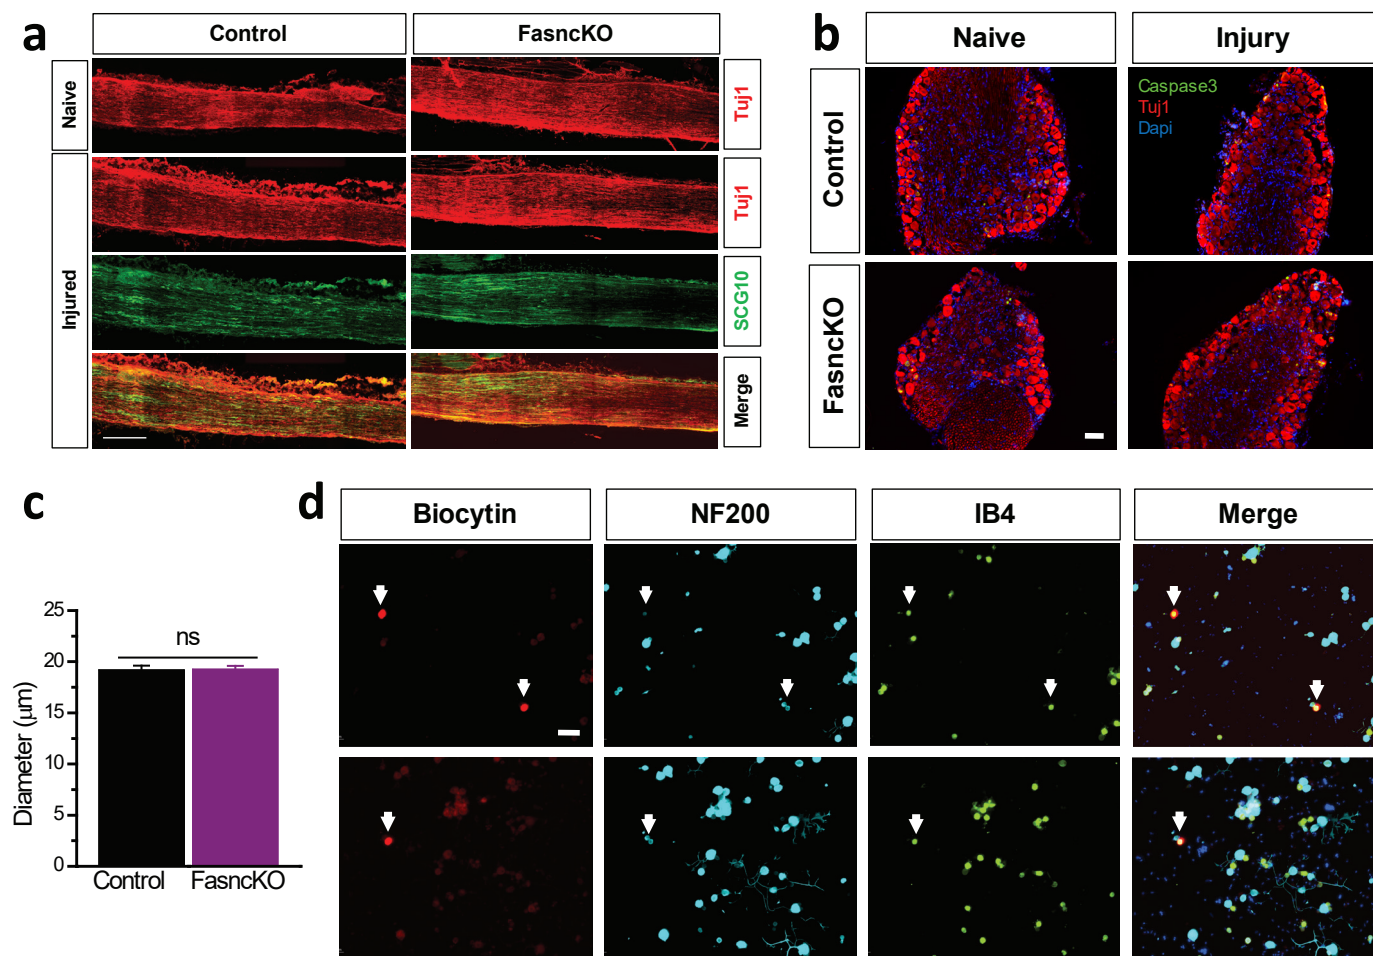 a
Control
FasncKO
Naive
Injured
Tuj1
Tuj1
SCG10
Merge
b
Naive
Injury
Control
FasncKO
Caspase3
Tuj1
Dapi
c
Diameter (μm)
25
20
15
10
5
0
ns
Control
FasncKO
d
Biocytin
NF200
IB4
Merge